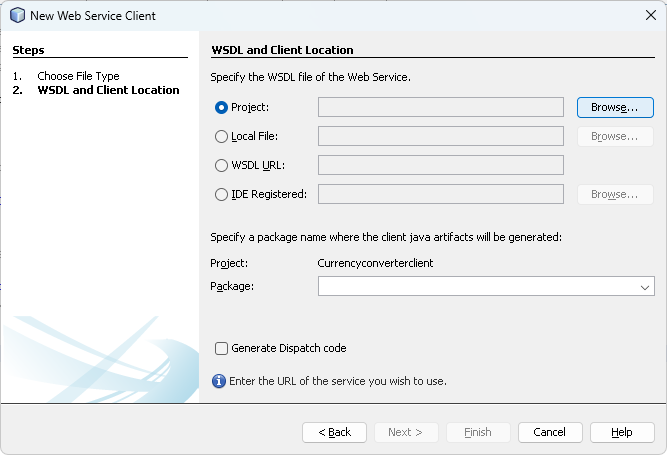 New Web Service Client
Steps
1. Choose File Type
2. WSDL and Client Location
WSDL and Client Location
Specify the WSDL file of the Web Service.
Project: Browse...
Local File: Browse...
WSDL URL:
IDE Registered: Browse...
Specify a package name where the client java artifacts will be generated:
Project: Currencyconverterclient
Package:
Generate Dispatch code
Enter the URL of the service you wish to use.
< Back Next > Finish Cancel Help